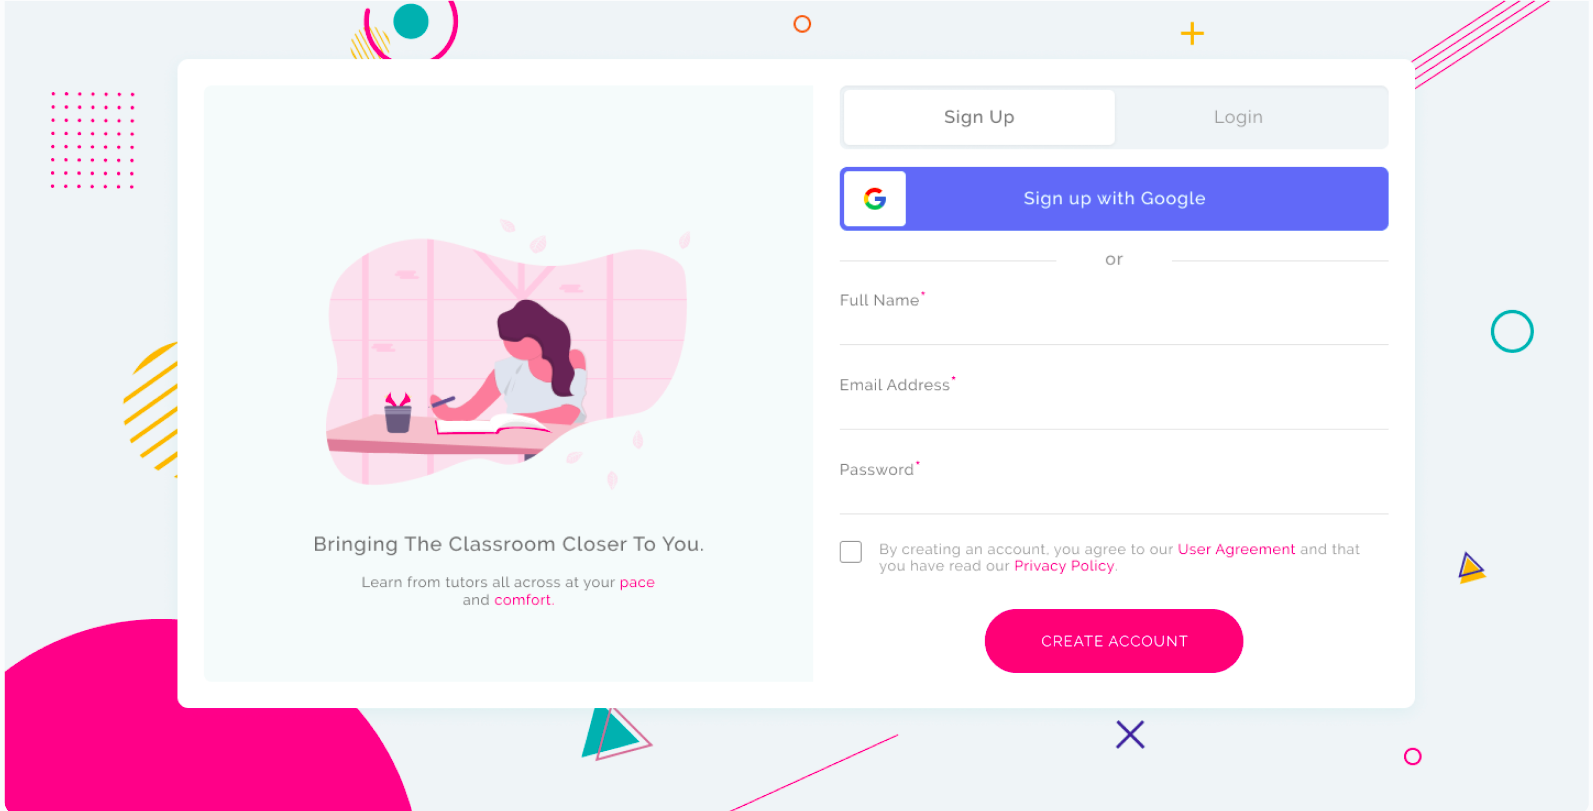 Sign Up
Login
Sign up with Google
or
Full Name*
Email Address*
Password*
By creating an account, you agree to our User Agreement and that
you have read our Privacy Policy.
CREATE ACCOUNT
Bringing The Classroom Closer To You.
Learn from tutors all across at your pace
and comfort.